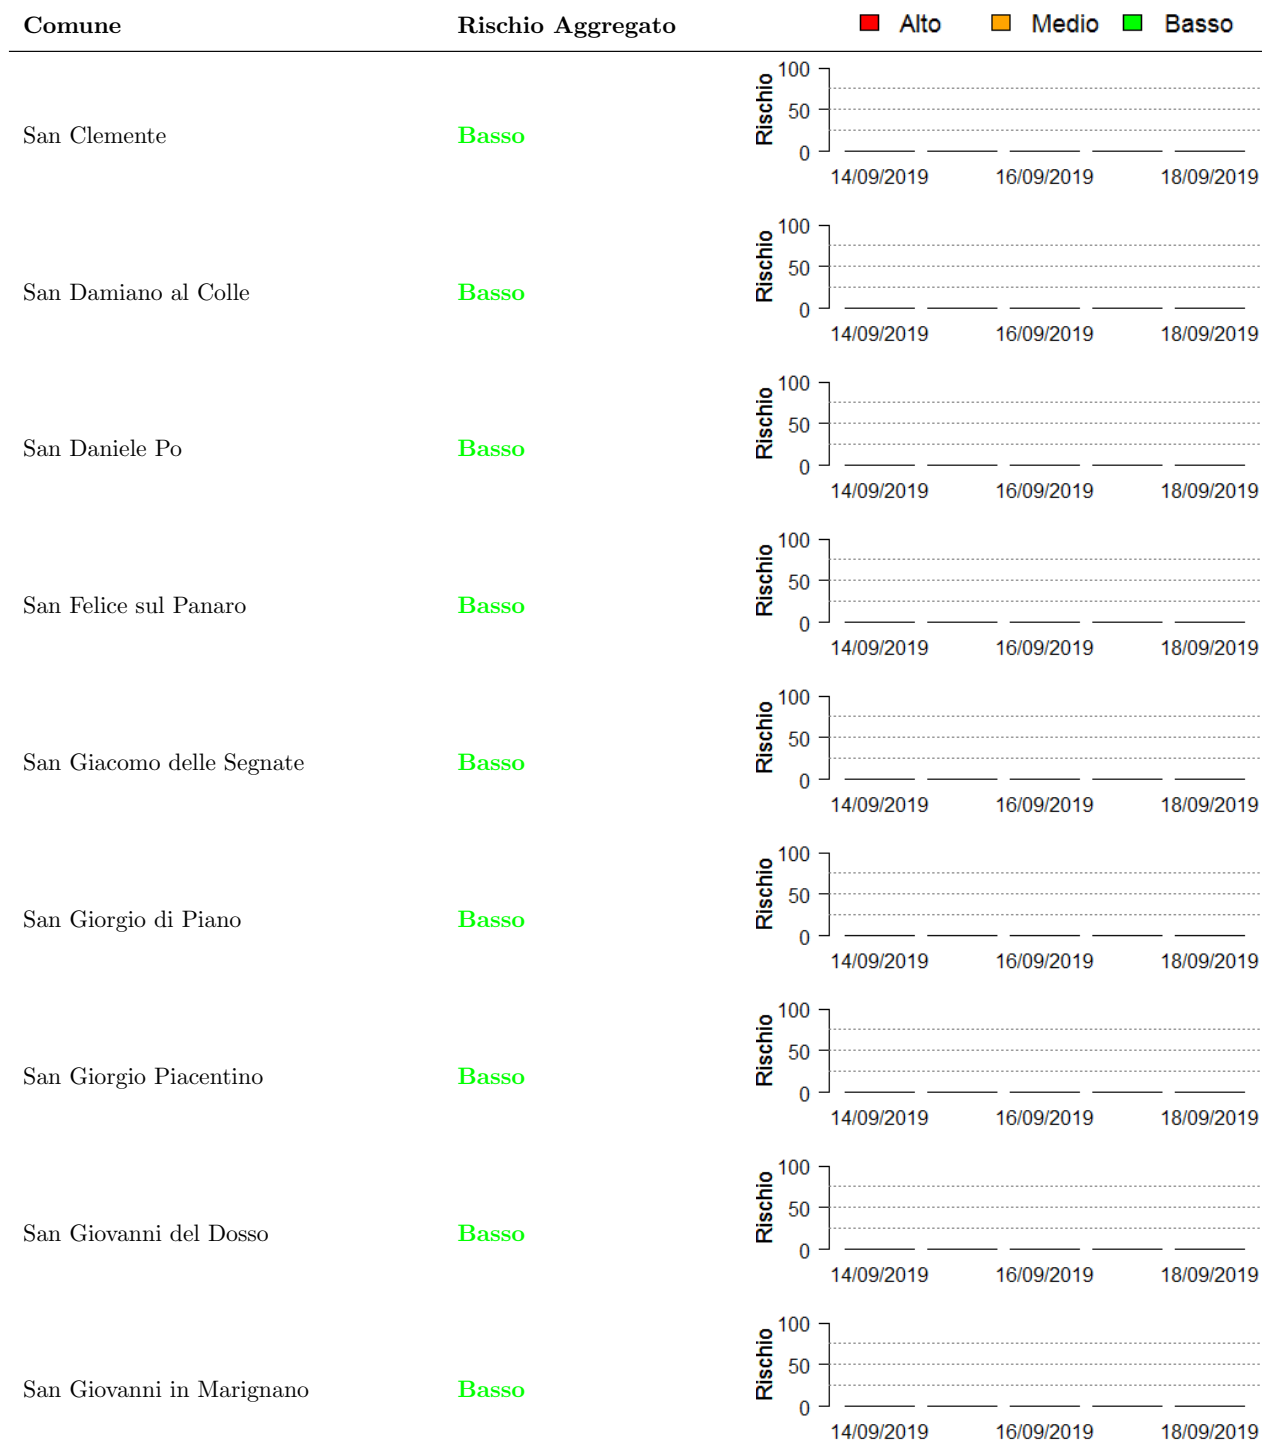 Comune Rischio Aggregato Alto Medio Basso
San Clemente Basso
Rischio
100
50
0
14/09/2019 16/09/2019 18/09/2019
San Damiano al Colle Basso
Rischio
100
50
0
14/09/2019 16/09/2019 18/09/2019
San Daniele Po Basso
Rischio
100
50
0
14/09/2019 16/09/2019 18/09/2019
San Felice sul Panaro Basso
Rischio
100
50
0
14/09/2019 16/09/2019 18/09/2019
San Giacomo delle Segnate Basso
Rischio
100
50
0
14/09/2019 16/09/2019 18/09/2019
San Giorgio di Piano Basso
Rischio
100
50
0
14/09/2019 16/09/2019 18/09/2019
San Giorgio Piacentino Basso
Rischio
100
50
0
14/09/2019 16/09/2019 18/09/2019
San Giovanni del Dosso Basso
Rischio
100
50
0
14/09/2019 16/09/2019 18/09/2019
San Giovanni in Marignano Basso
Rischio
100
50
0
14/09/2019 16/09/2019 18/09/2019